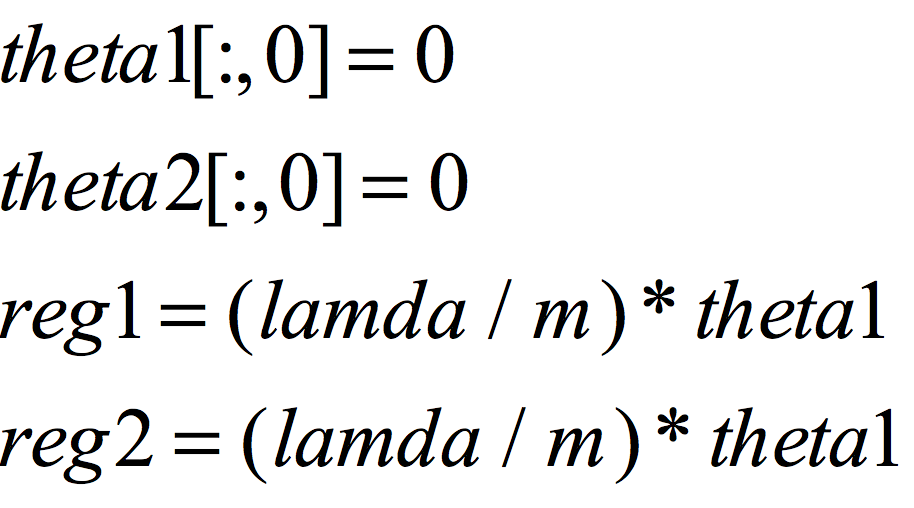 theta1[:,0] = 0
theta2[:,0] = 0
reg1 = (lamda / m) * theta1
reg2 = (lamda / m) * theta1